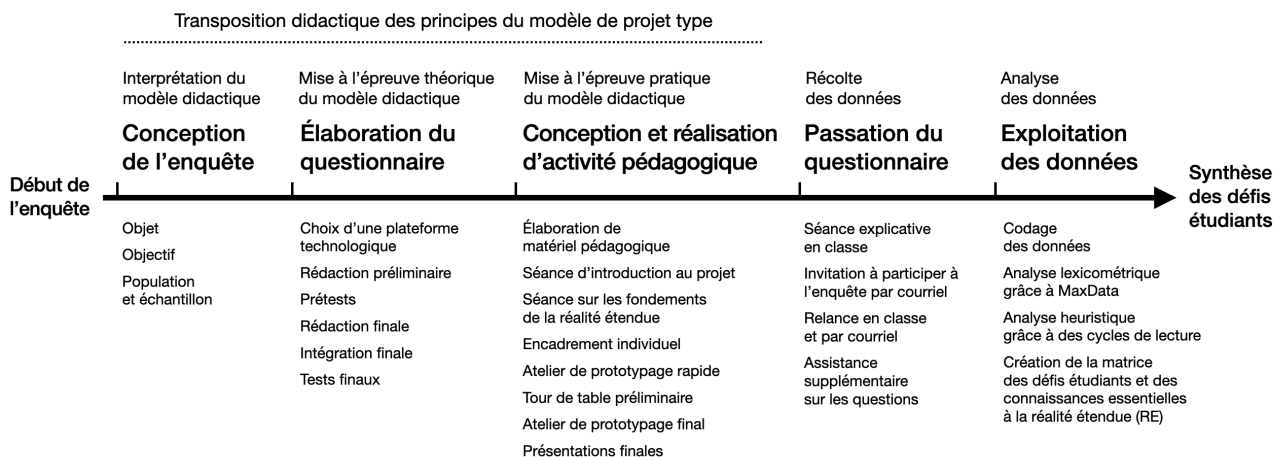 Transposition didactique des principes du modèle de projet type
Interprétation du
modèle didactique
Conception
de l’enquête
Mise à l’épreuve théorique
du modèle didactique
Élaboration du
questionnaire
Mise à l’épreuve pratique
du modèle didactique
Conception et réalisation
d’activité pédagogique
Récolte
des données
Passation du
questionnaire
Analyse
des données
Exploitation
des données
Début de
l’enquête
Synthèse
des défis
étudiants
Objet
Objectif
Population
et échantillon
Choix d’une plateforme
technologique
Rédaction préliminaire
Prétests
Rédaction finale
Intégration finale
Tests finaux
Élaboration de
matériel pédagogique
Séance d’introduction au projet
Séance sur les fondements
de la réalité étendue
Encadrement individuel
Atelier de prototypage rapide
Tour de table préliminaire
Atelier de prototypage final
Présentations finales
Séance explicative
en classe
Invitation à participer à
l’enquête par courriel
Relance en classe
et par courriel
Assistance
supplémentaire
sur les questions
Codage
des données
Analyse lexicométrique
grâce à MaxData
Analyse heuristique
grâce à des cycles de lecture
Création de la matrice
des défis étudiants et des
connaissances essentielles
à la réalité étendue (RE)